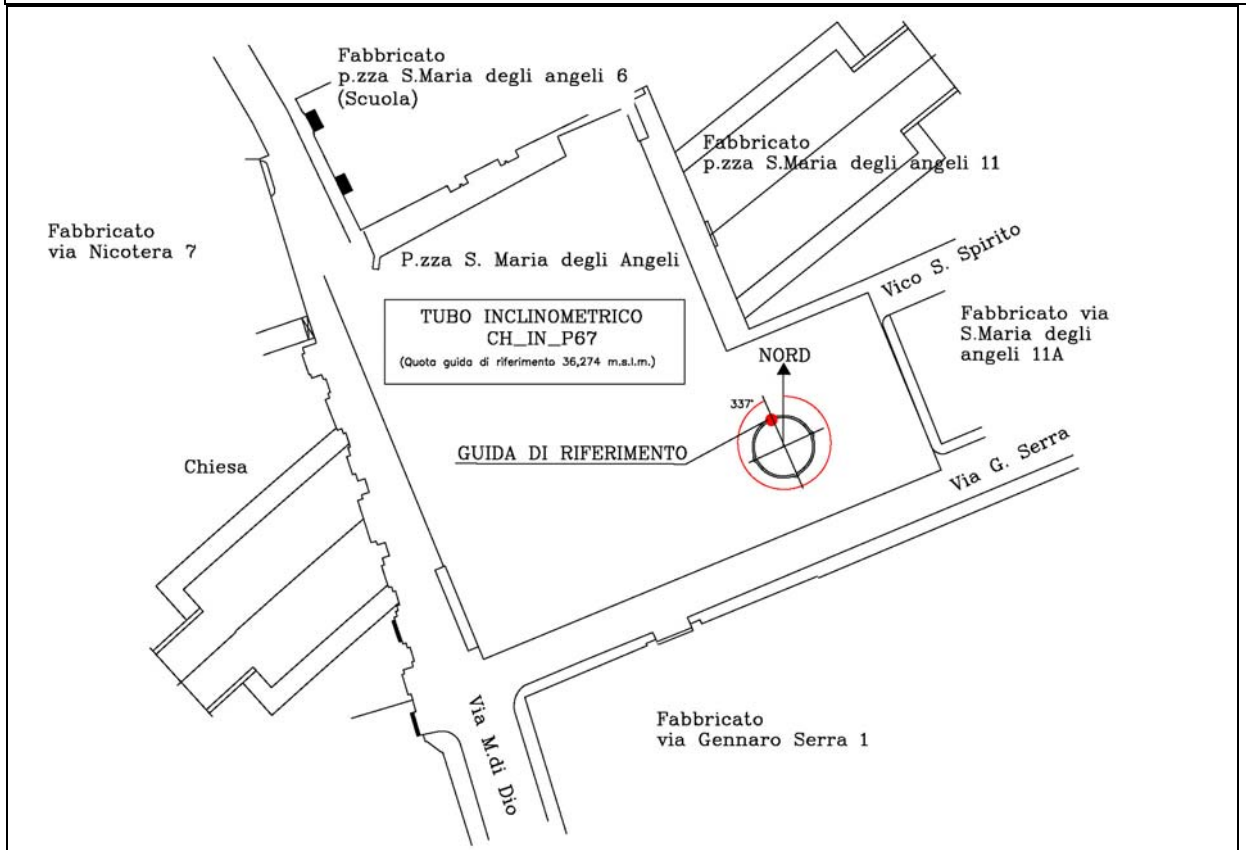 Fabbricato
p.zza S.Maria degli angeli 6
(Scuola)
Fabbricato
p.zza S.Maria degli angeli 11
Fabbricato
via Nicotera 7
P.zza S. Maria degli Angeli
Vico S. Spirito
TUBO INCLINOMETRICO
CH_IN_P67
(Quota guida di riferimento 36,274 m.s.l.m.)
Fabbricato via
S.Maria degli
angeli 11A
NORD
337°
GUIDA DI RIFERIMENTO
Chiesa
Via G. Serra
Via M.di Dio
Fabbricato
via Gennaro Serra 1